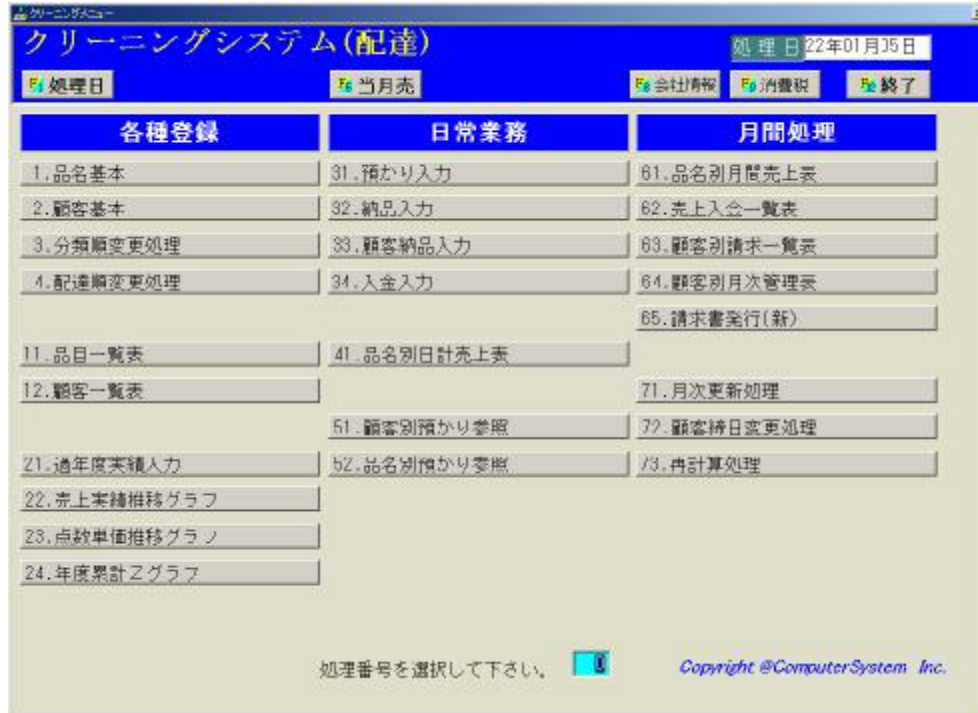 クリーニングメニュー
クリーニングシステム(配達)
処理日 22年01月05日
F1 処理日 F6 当月売 F8 会社情報 F9 消費税 F12 終了
各種登録 日常業務 月間処理
1.品名基本 31.預かり入力 61.品名別月間売上表
2.顧客基本 32.納品入力 62.売上入金一覧表
3.分類順変更処理 33.顧客納品入力 63.顧客別請求一覧表
4.配達順変更処理 34.入金入力 64.顧客別月次管理表
65.請求書発行(新)
11.品目一覧表 41.品名別日計売上表
12.顧客一覧表 71.月次更新処理
51.顧客別預かり参照 72.顧客締日変更処理
21.過年度実績入力 52.品名別預かり参照 73.再計算処理
22.売上実績推移グラフ
23.点数単価推移グラフ
24.年度累計Zグラフ
処理番号を選択して下さい。 0 Copyright @ComputerSystem Inc.